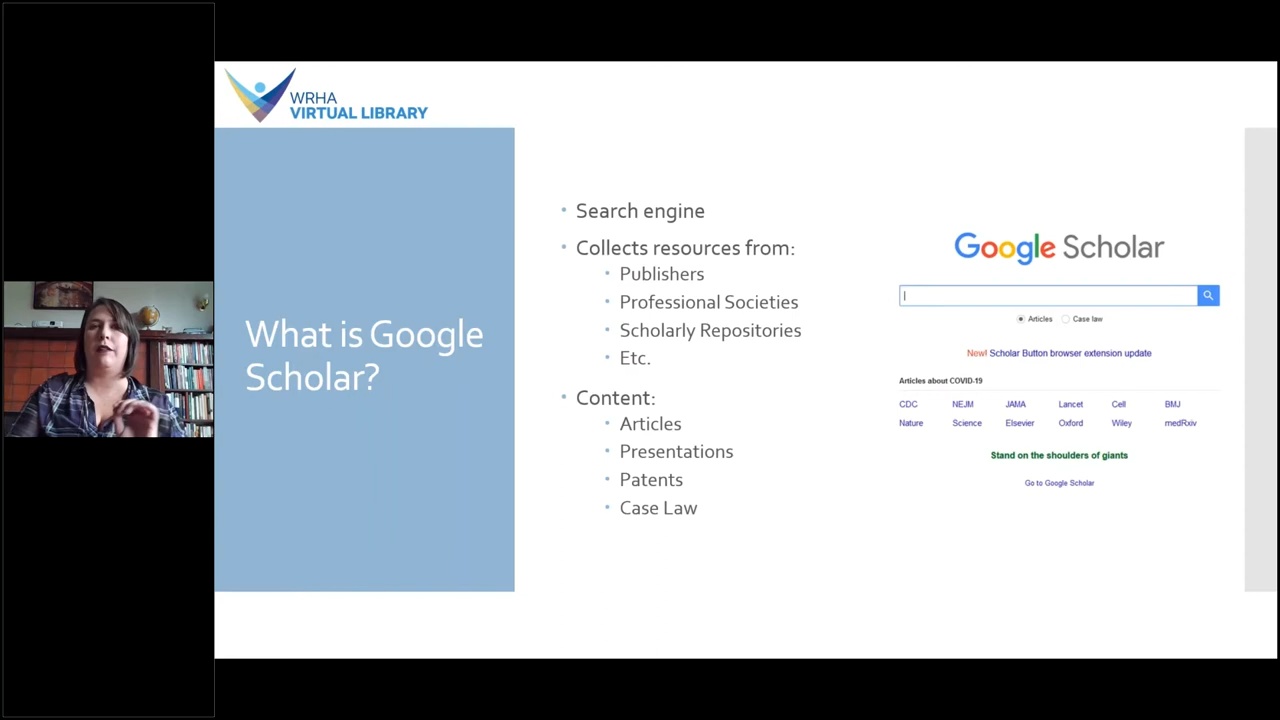 WRHA
VIRTUAL LIBRARY
What is Google
Scholar?
• Search engine
• Collects resources from:
• Publishers
• Professional Societies
• Scholarly Repositories
• Etc.
• Content:
• Articles
• Presentations
• Patents
• Case Law
Google Scholar
Articles Case law
New! Scholar Button browser extension update
Articles about COVID-19
CDC NEJM JAMA Lancet Cell BMJ
Nature Science Elsevier Oxford Wiley medRxiv
Stand on the shoulders of giants
Go to Google Scholar